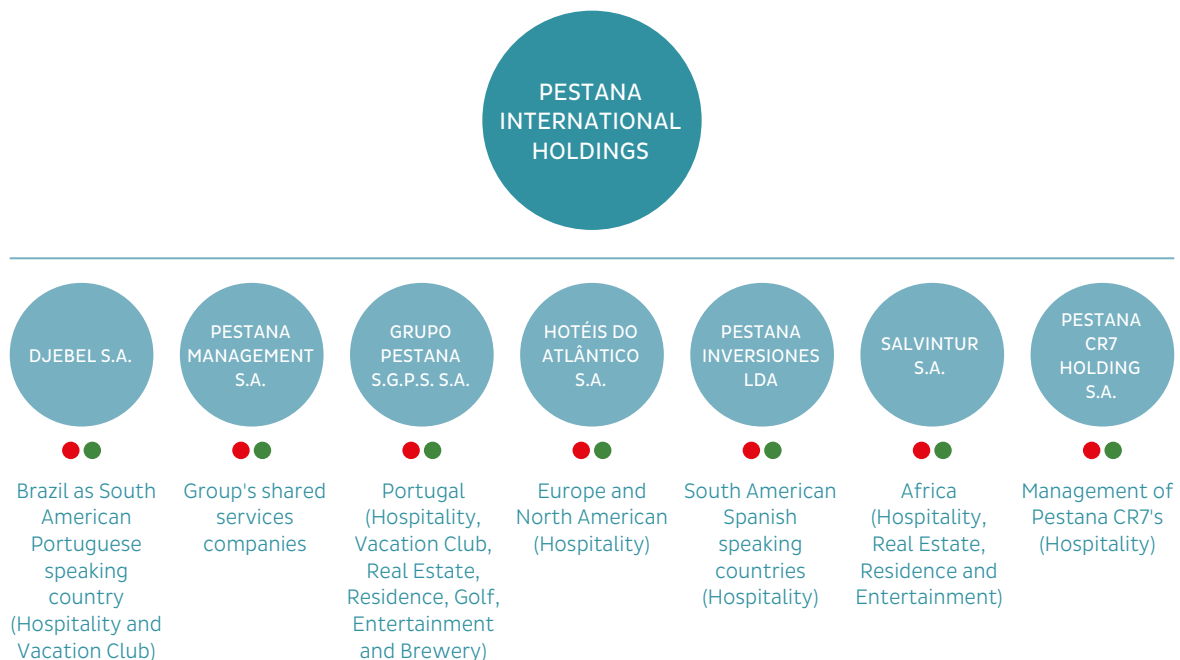 PESTANA
INTERNATIONAL
HOLDINGS
DJEBEL S.A.
PESTANA
MANAGEMENT
S.A.
GRUPO
PESTANA
S.G.P.S. S.A.
HOTÉIS DO
ATLÂNTICO
S.A.
PESTANA
INVERSIONES
LDA
SALVINTUR
S.A.
PESTANA
CR7
HOLDING
S.A.
Brazil as South
American
Portuguese
speaking
country
(Hospitality and
Vacation Club)
Group's shared
services
companies
Portugal
(Hospitality,
Vacation Club,
Real Estate,
Residence, Golf,
Entertainment
and Brewery)
Europe and
North American
(Hospitality)
South American
Spanish
speaking
countries
(Hospitality)
Africa
(Hospitality,
Real Estate,
Residence and
Entertainment)
Management of
Pestana CR7's
(Hospitality)